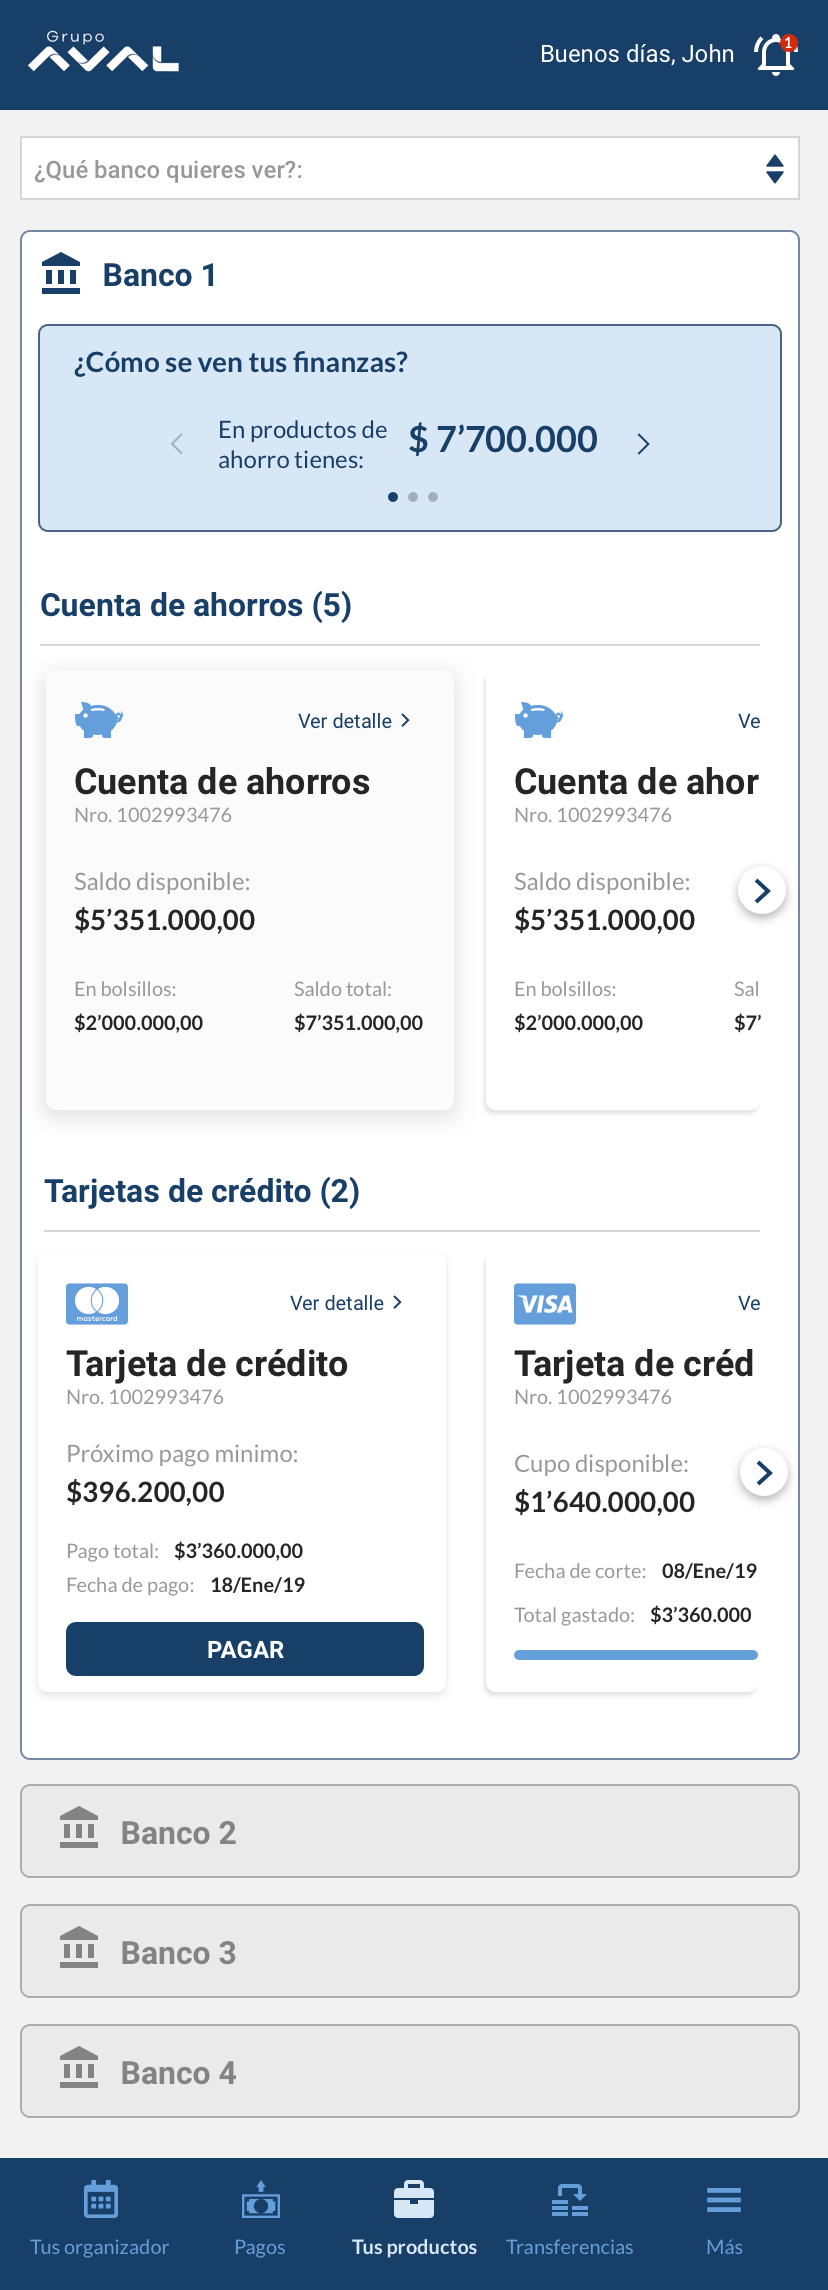 Grupo
AVAL
Buenos días, John
1
¿Qué banco quieres ver?:
Banco 1
¿Cómo se ven tus finanzas?
En productos de
ahorro tienes:
$ 7’700.000
Cuenta de ahorros (5)
Ver detalle
Cuenta de ahorros
Nro. 1002993476
Saldo disponible:
$5’351.000,00
En bolsillos:
Saldo total:
$2’000.000,00
$7’351.000,00
Ve
Cuenta de ahor
Nro. 1002993476
Saldo disponible:
$5’351.000,00
En bolsillos:
Sal
$2’000.000,00
$7’
Tarjetas de crédito (2)
mastercard
Ver detalle
Tarjeta de crédito
Nro. 1002993476
Próximo pago minimo:
$396.200,00
Pago total: $3’360.000,00
Fecha de pago: 18/Ene/19
PAGAR
VISA
Ve
Tarjeta de créd
Nro. 1002993476
Cupo disponible:
$1’640.000,00
Fecha de corte: 08/Ene/19
Total gastado: $3’360.000
Banco 2
Banco 3
Banco 4
Tus organizador
Pagos
Tus productos
Transferencias
Más